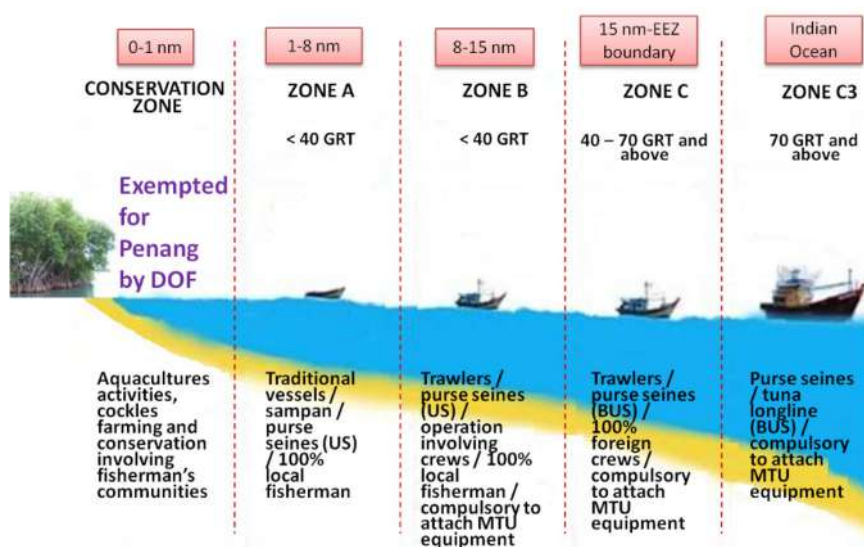 0-1 nm
1-8 nm
8-15 nm
15 nm-EEZ
boundary
Indian
Ocean
CONSERVATION
ZONE
ZONE A
ZONE B
ZONE C
ZONE C3
< 40 GRT
< 40 GRT
40 – 70 GRT and
above
70 GRT and
above
Exempted
for
Penang
by DOF
Aquacultures
activities,
cockles
farming and
conservation
involving
fisherman's
communities
Traditional
vessels /
sampan /
purse
seines (US)
/ 100%
local
fisherman
Trawlers /
purse seines
(US) /
operation
involving
crews / 100%
local
fisherman /
compulsory to
attach MTU
equipment
Trawlers /
purse seines
(BUS) /
100%
foreign
crews /
compulsory
to attach
MTU
equipment
Purse seines
/ tuna
longline
(BUS) /
compulsory
to attach
MTU
equipment